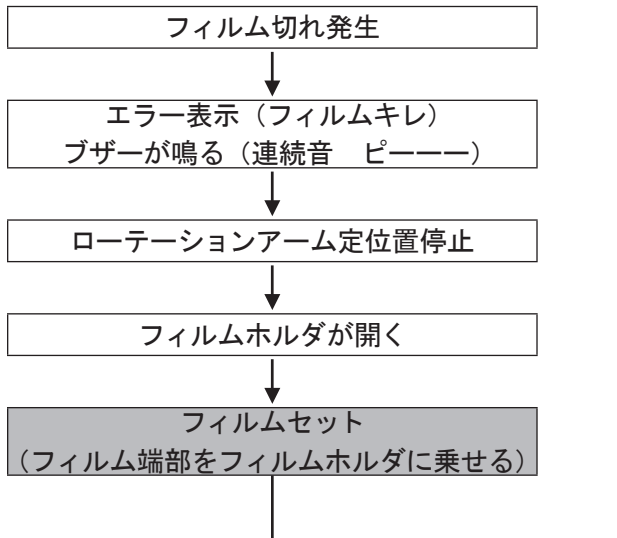 フィルム切れ発生
エラー表示（フィルムキレ）
ブザーが鳴る（連続音　ピーーー）
ローテーションアーム定位置停止
フィルムホルダが開く
フィルムセット
（フィルム端部をフィルムホルダに乗せる）